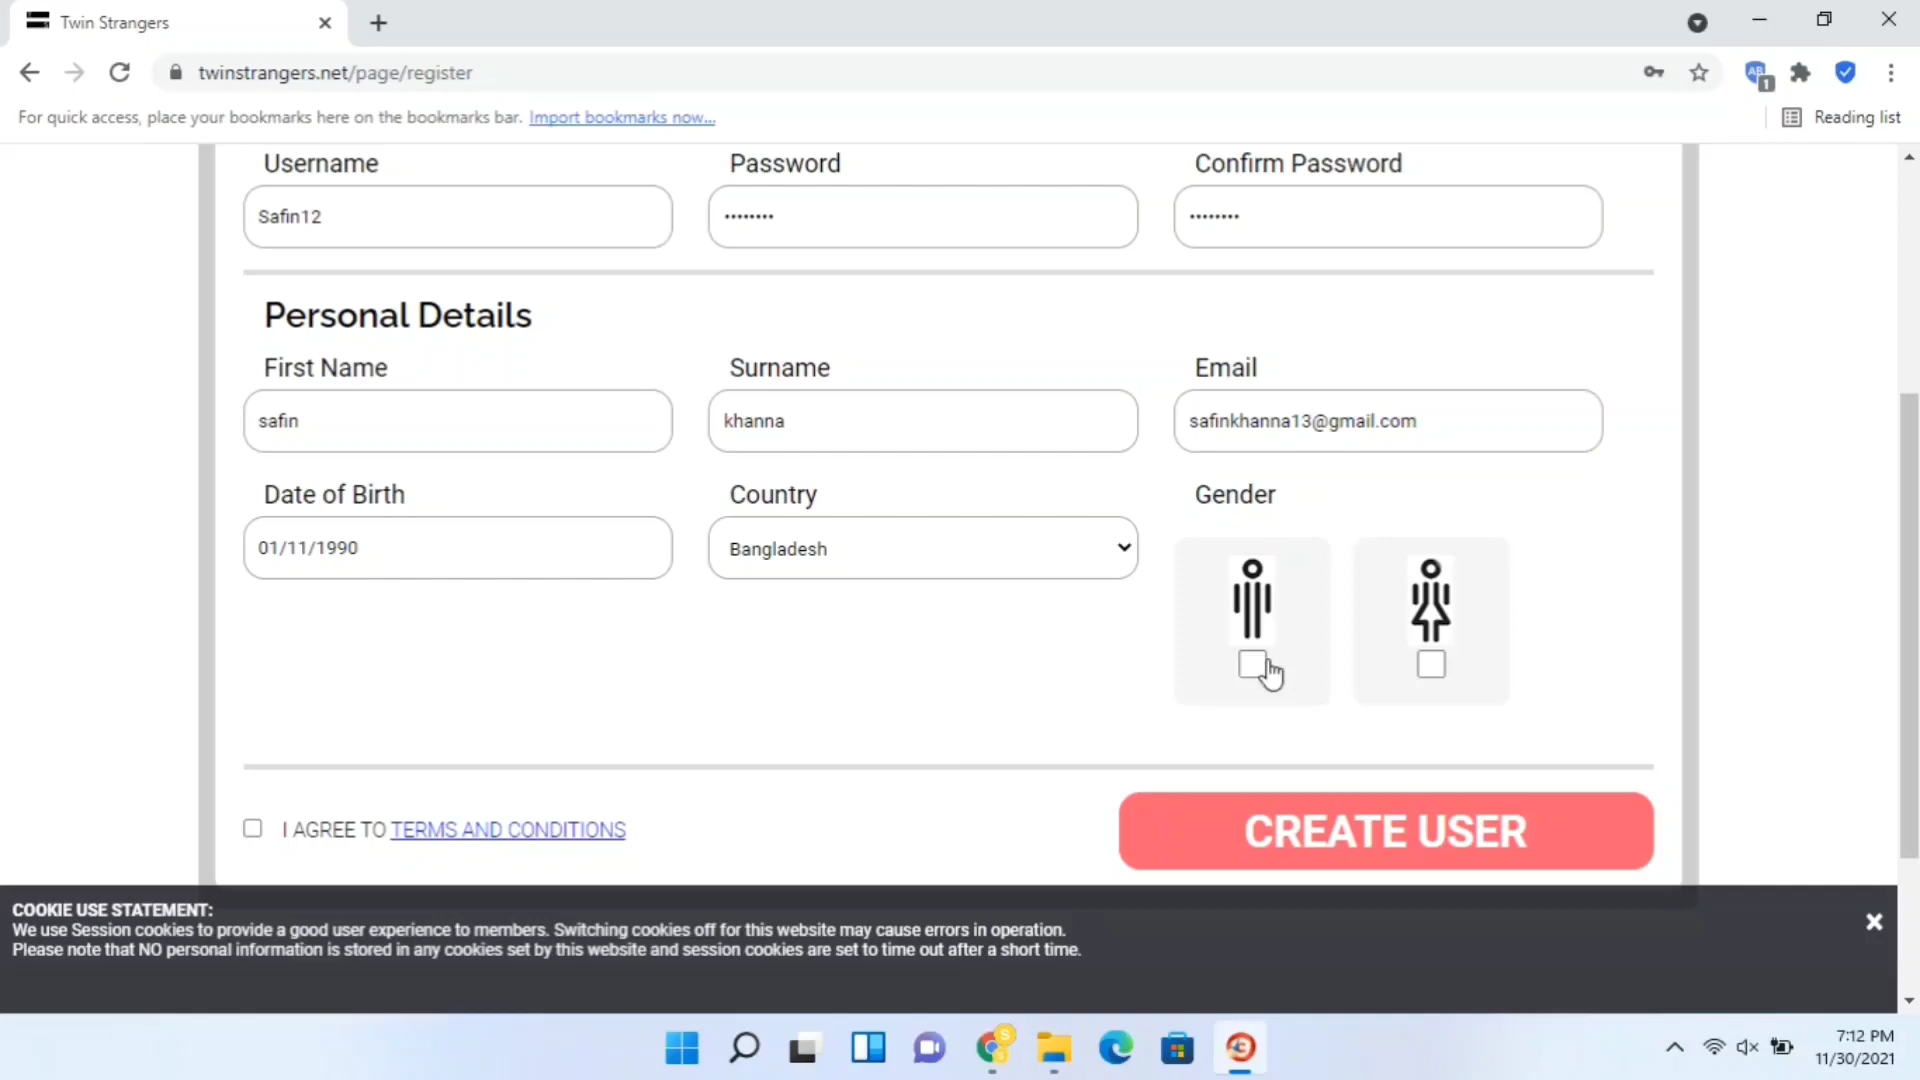 Twin Strangers
twinstrangers.net/page/register
AB
1
For quick access, place your bookmarks here on the bookmarks bar. Import bookmarks now...
Reading list
Username Password Confirm Password
Safin12 •••••••• ••••••••
Personal Details
First Name Surname Email
safin khanna safinkhanna13@gmail.com
Date of Birth Country Gender
01/11/1990 Bangladesh
I AGREE TO TERMS AND CONDITIONS
CREATE USER
COOKIE USE STATEMENT:
We use Session cookies to provide a good user experience to members. Switching cookies off for this website may cause errors in operation.
Please note that NO personal information is stored in any cookies set by this website and session cookies are set to time out after a short time.
S
7:12 PM
11/30/2021